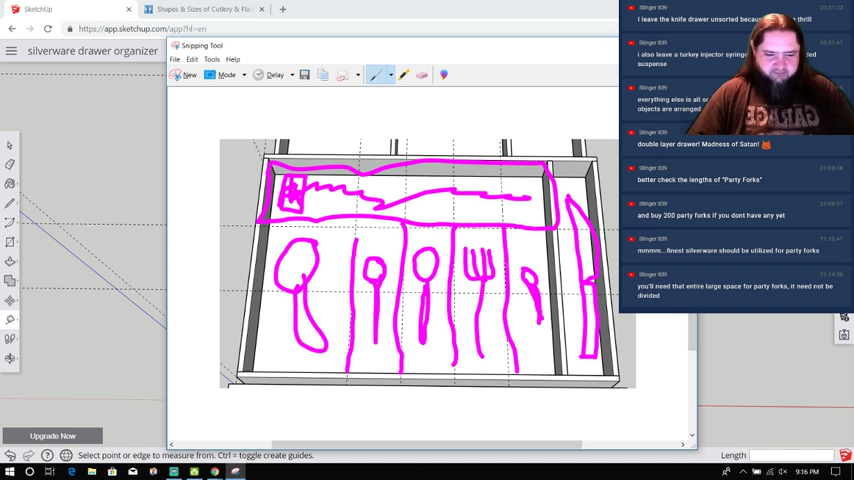 SketchUp
Shapes & Sizes of Cutlery & Fla
https://app.sketchup.com/app?hl=en
silverware drawer organizer
Snipping Tool
File Edit Tools Help
New Mode Delay
Stinger 839
I leave the knife drawer unsorted because thrill
Stinger 839
i also leave a turkey injector syringe
suspense
Stinger 839
everything else is all so
objects are arranged
Stinger 839
double layer drawer! Madness of Satan!
Stinger 839
21:09:48
better check the lengths of "Party Forks"
Stinger 839
21:09:57
and buy 200 party forks if you dont have any yet
Stinger 839
21:10:41
mmmm...finest silverware should be utilized for party forks
Stinger 839
21:14:58
you'll need that entire large space for party forks, it need not be
divided
GARAGE
Upgrade Now
Select point or edge to measure from. Ctrl = toggle create guides.
Length
9:16 PM